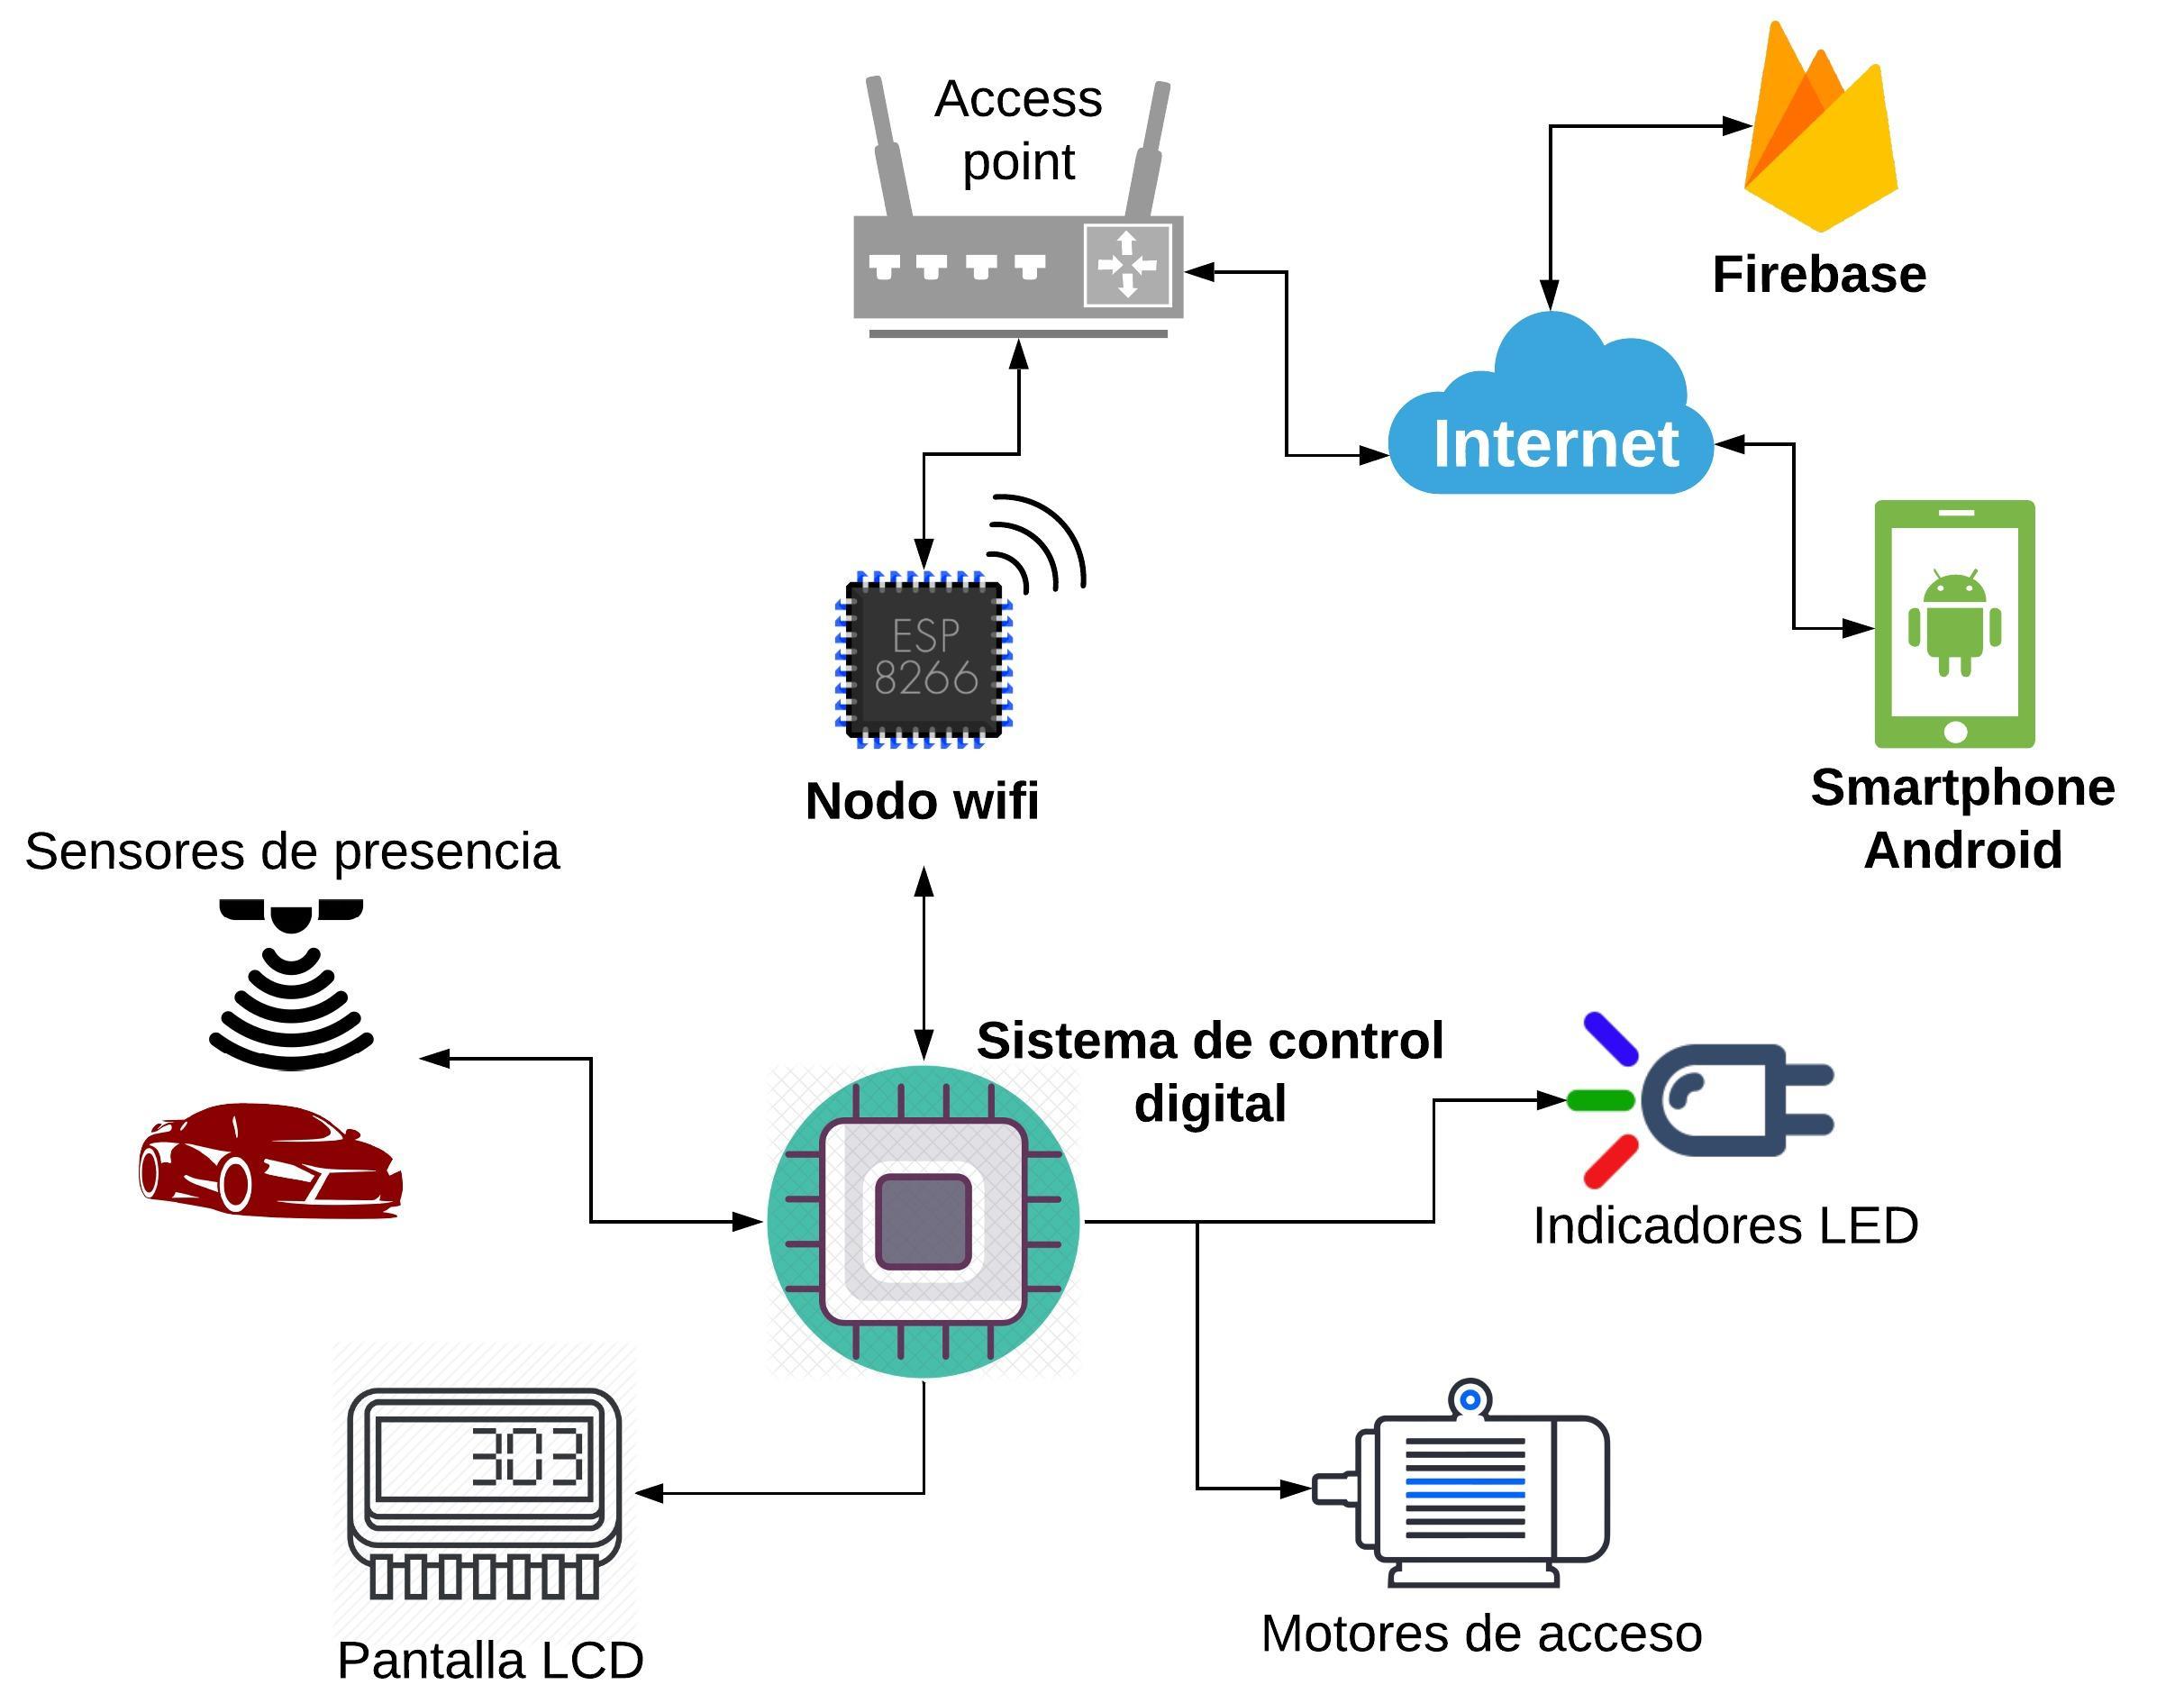 Access
point
Firebase
Internet
ESP
8266
Nodo wifi
Smartphone
Android
Sensores de presencia
Sistema de control
digital
Indicadores LED
303
Pantalla LCD
Motores de acceso